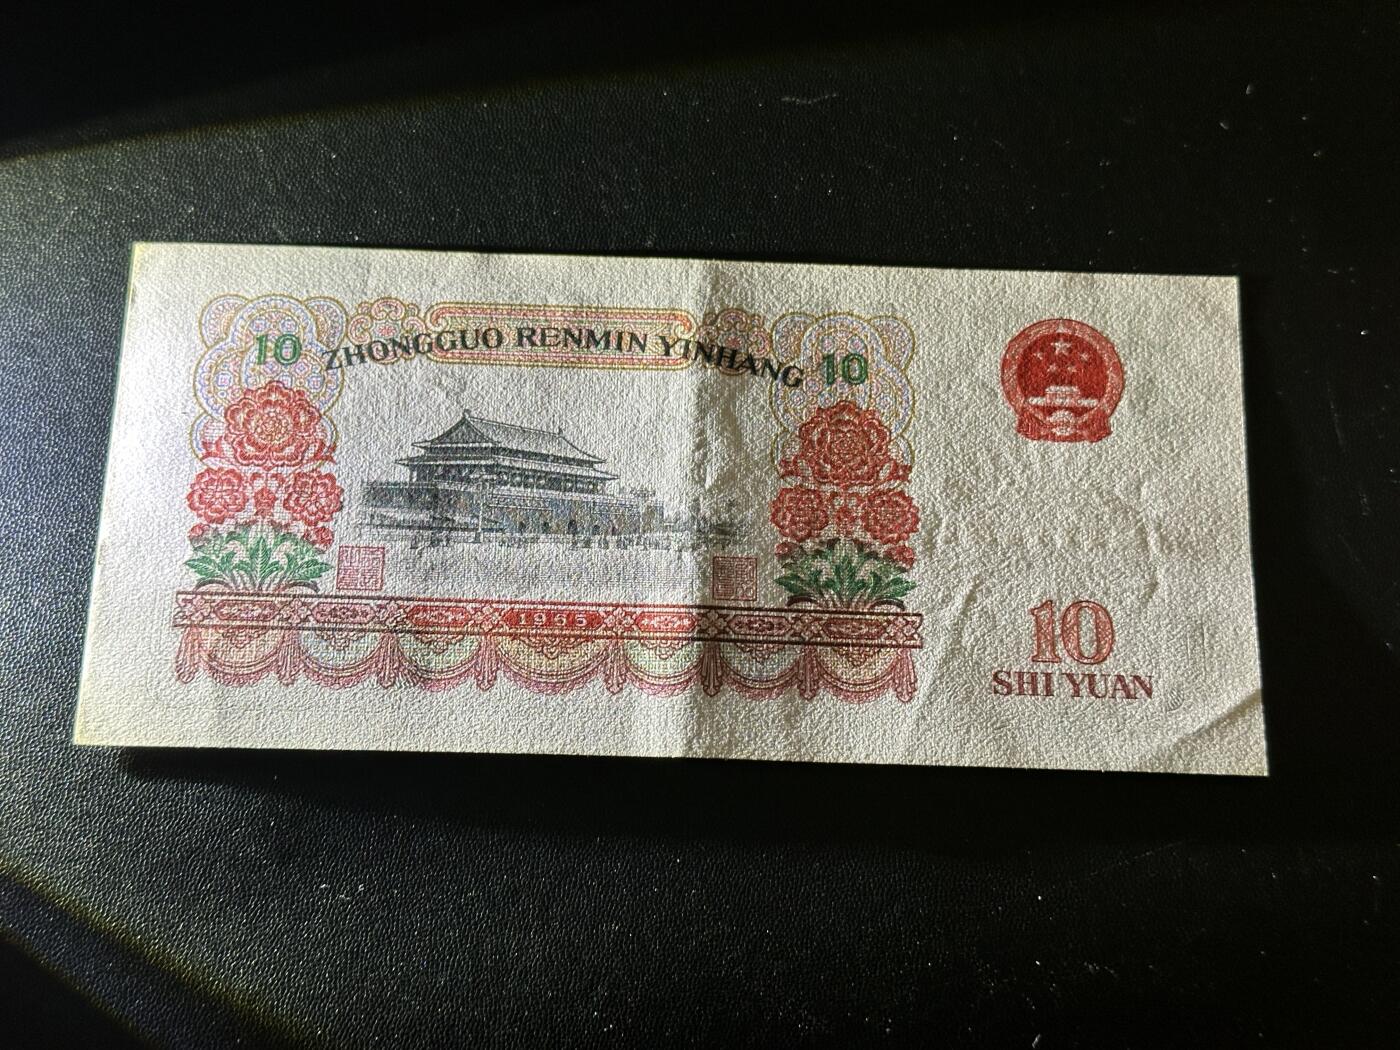 10 ZHONGGUO RENMIN YINHANG 10
1965
10
SHI YUAN